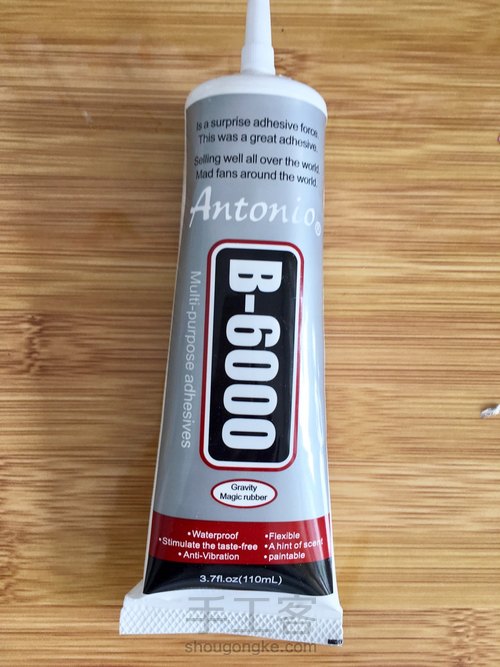 Is a surprise adhesive force.
This was a great adhesive.
Selling well all over the world
Mad fans around the world.
Antonio®
B-6000
Multi-purpose adhesives
Gravity
Magic rubber
•Waterproof
•Stimulate the taste-free
•Anti-Vibration
•Flexible
•A hint of scent
•paintable
3.7fl.oz(110mL)
手工客
shougongke.com